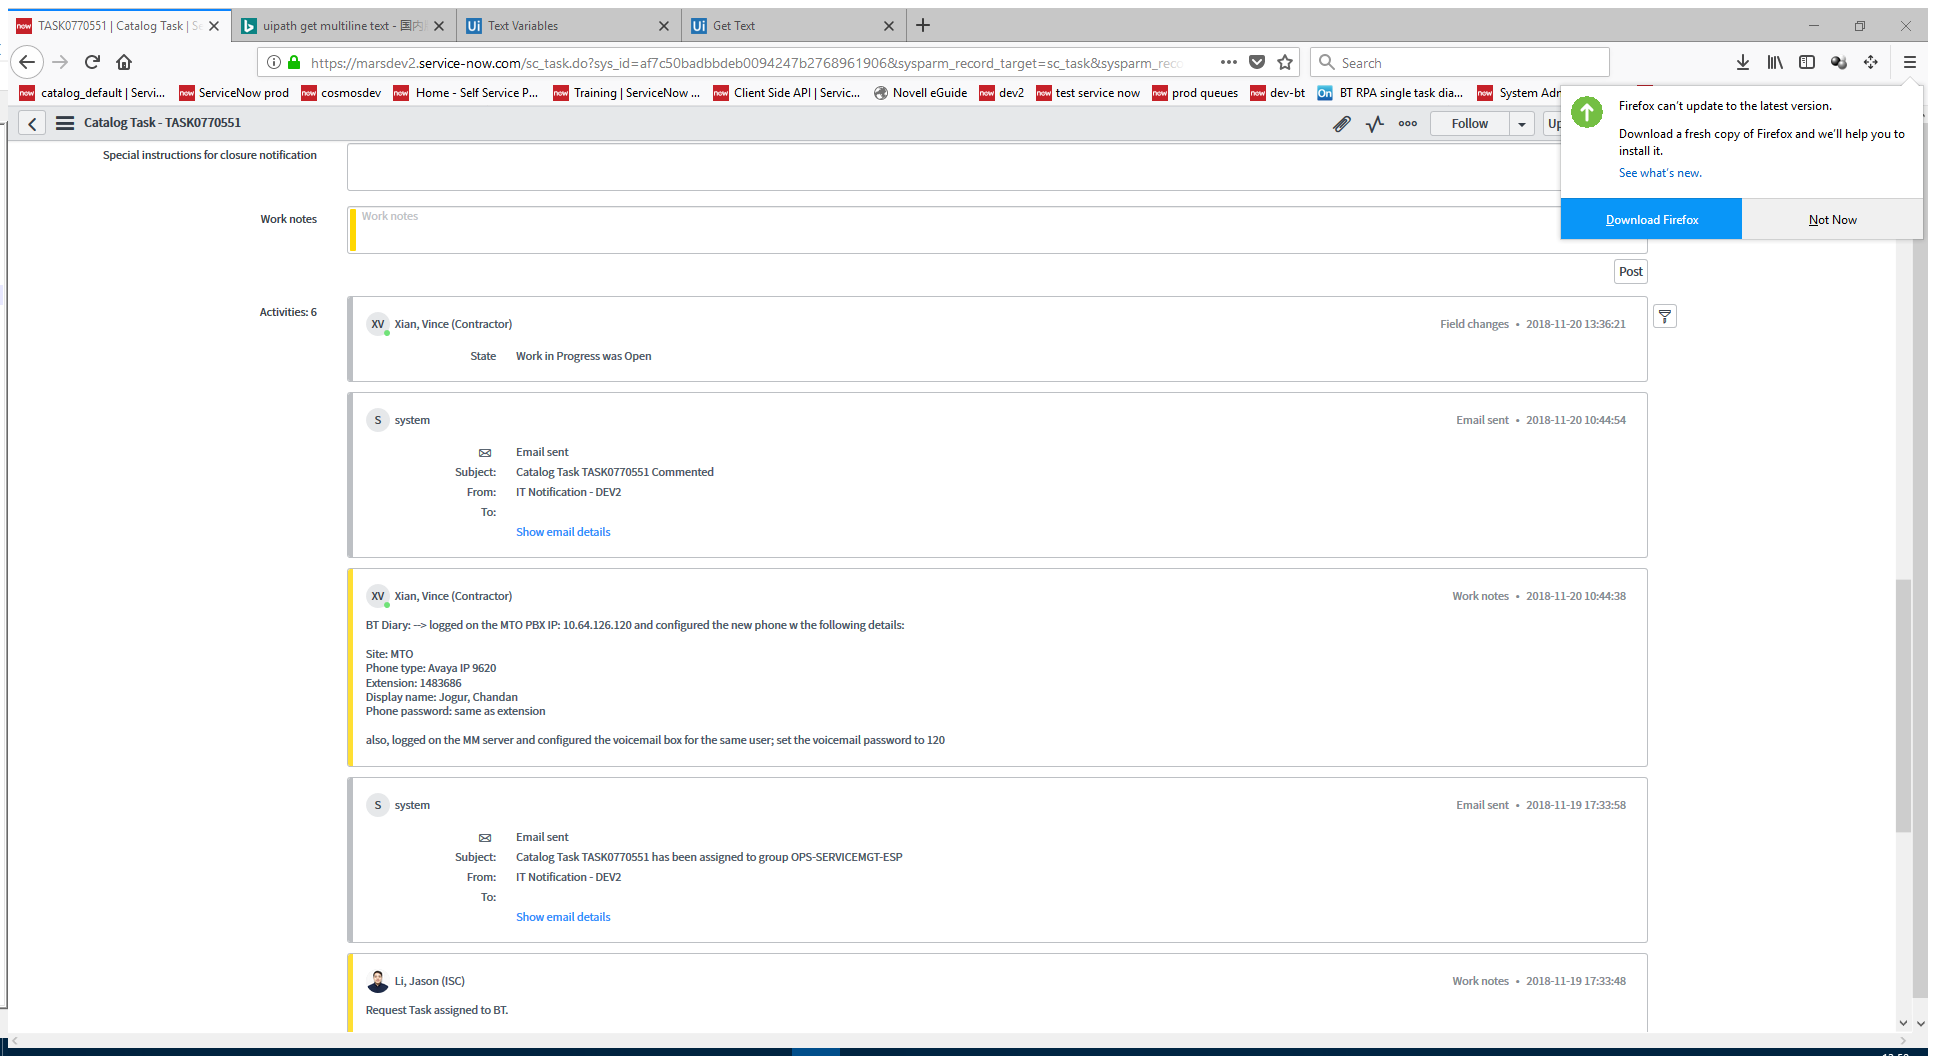 TASK0770551 | Catalog Task | Se
uipath get multiline text - 国内
Text Variables
Get Text
https://marsdev2.service-now.com/sc_task.do?sys_id=af7c50badbbdeb0094247b2768961906&sysparm_record_target=sc_task&sysparm_reco
Search
catalog_default | Servi...
ServiceNow prod
cosmosdev
Home - Self Service P...
Training | ServiceNow ...
Client Side API | Servic...
Novell eGuide
dev2
test service now
prod queues
dev-bt
BT RPA single task dia...
System Adm
Firefox can't update to the latest version.
Download a fresh copy of Firefox and we'll help you to
install it.
See what's new.
Download Firefox
Not Now
Catalog Task - TASK0770551
Follow
Up
Special instructions for closure notification
Work notes
Work notes
Post
Activities: 6
XV Xian, Vince (Contractor)
Field changes • 2018-11-20 13:36:21
State Work in Progress was Open
S system
Email sent • 2018-11-20 10:44:54
Email sent
Subject: Catalog Task TASK0770551 Commented
From: IT Notification - DEV2
To:
Show email details
XV Xian, Vince (Contractor)
Work notes • 2018-11-20 10:44:38
BT Diary: --> logged on the MTO PBX IP: 10.64.126.120 and configured the new phone w the following details:
Site: MTO
Phone type: Avaya IP 9620
Extension: 1483686
Display name: Jogur, Chandan
Phone password: same as extension
also, logged on the MM server and configured the voicemail box for the same user; set the voicemail password to 120
S system
Email sent • 2018-11-19 17:33:58
Email sent
Subject: Catalog Task TASK0770551 has been assigned to group OPS-SERVICEMGT-ESP
From: IT Notification - DEV2
To:
Show email details
Li, Jason (ISC)
Work notes • 2018-11-19 17:33:48
Request Task assigned to BT.